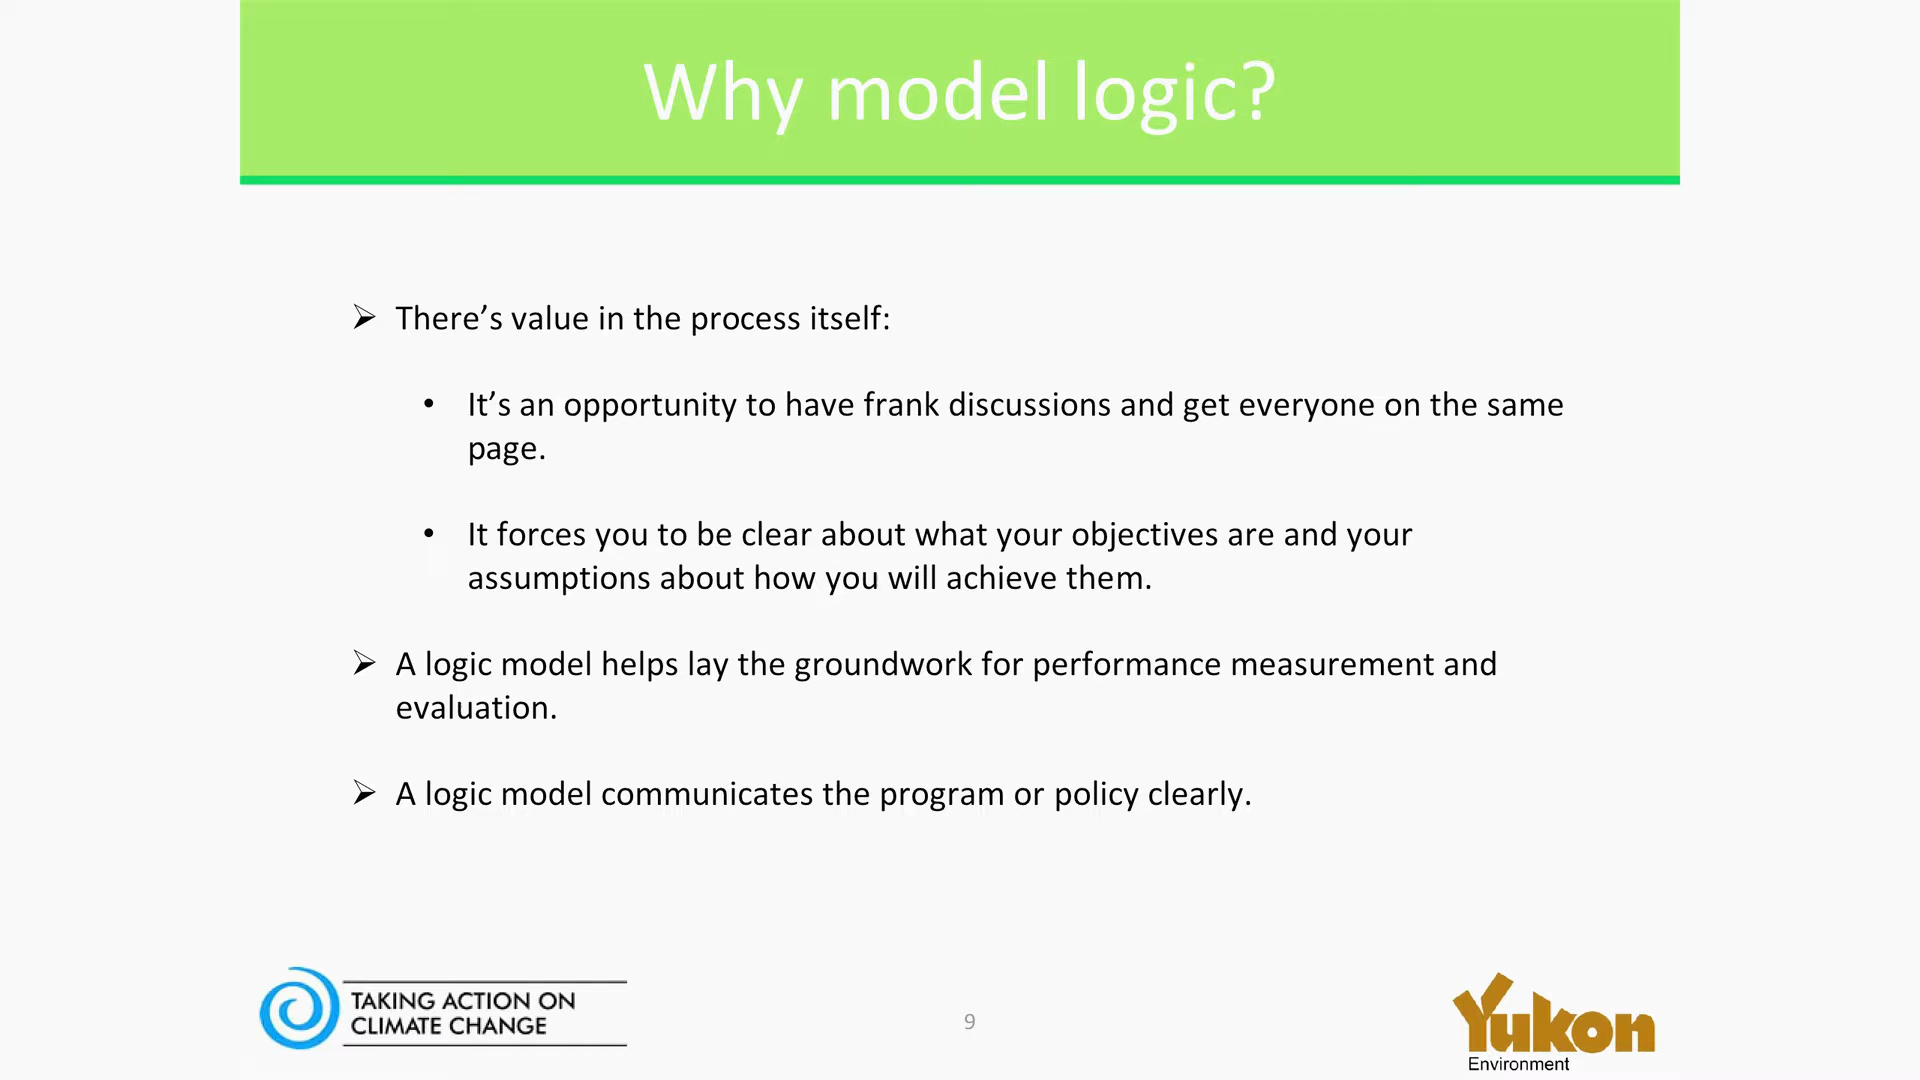 Why model logic?
➢ There’s value in the process itself:
• It’s an opportunity to have frank discussions and get everyone on the same
page.
• It forces you to be clear about what your objectives are and your
assumptions about how you will achieve them.
➢ A logic model helps lay the groundwork for performance measurement and
evaluation.
➢ A logic model communicates the program or policy clearly.
TAKING ACTION ON
CLIMATE CHANGE
9
Yukon
Environment